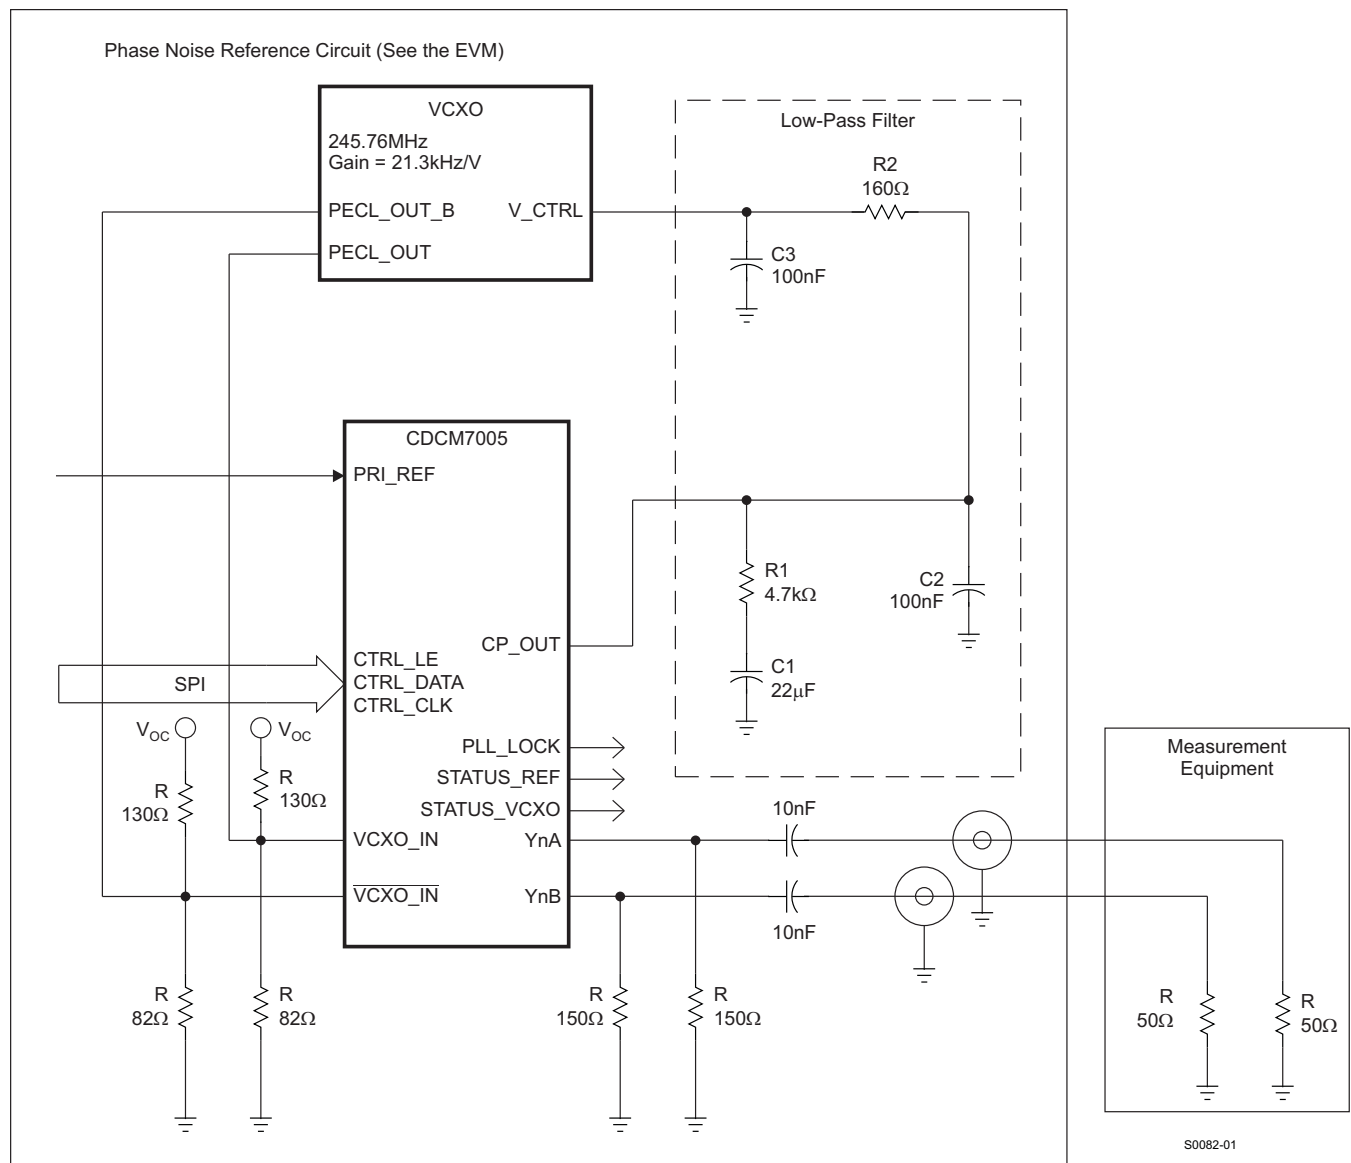 Phase Noise Reference Circuit (See the EVM)
VCXO
245.76MHz
Gain = 21.3kHz/V
PECL_OUT_B
V_CTRL
PECL_OUT
Low-Pass Filter
R2
160Ω
C3
100nF
CDCM7005
PRI_REF
R1
4.7kΩ
C2
100nF
CP_OUT
C1
22μF
CTRL_LE
CTRL_DATA
CTRL_CLK
SPI
VOC
VOC
R
130Ω
R
130Ω
PLL_LOCK
STATUS_REF
STATUS_VCXO
VCXO_IN
YnA
VCXO_IN
YnB
10nF
10nF
Measurement
Equipment
R
82Ω
R
82Ω
R
150Ω
R
150Ω
R
50Ω
R
50Ω
S0082-01